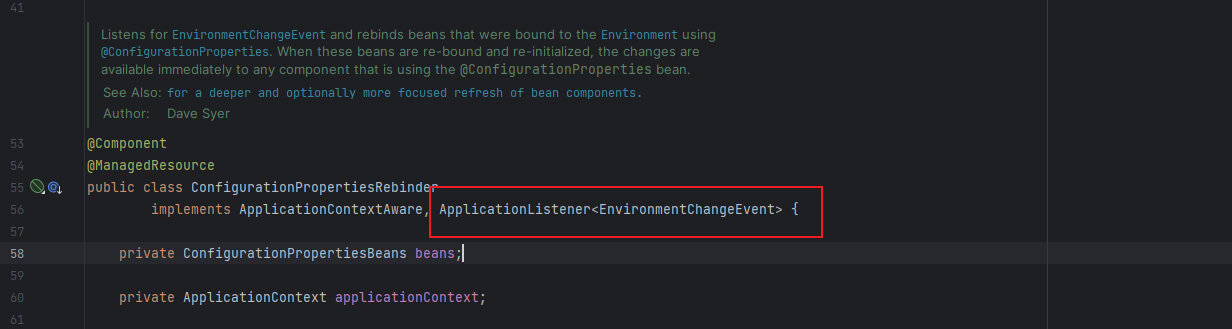 41
Listens for EnvironmentChangeEvent and rebinds beans that were bound to the Environment using
@ConfigurationProperties. When these beans are re-bound and re-initialized, the changes are
available immediately to any component that is using the @ConfigurationProperties bean.
See Also: for a deeper and optionally more focused refresh of bean components.
Author: Dave Syer
53 @Component
54 @ManagedResource
55 public class ConfigurationPropertiesRebinder
56 implements ApplicationContextAware, ApplicationListener<EnvironmentChangeEvent> {
57
58 private ConfigurationPropertiesBeans beans;
59
60 private ApplicationContext applicationContext;
61